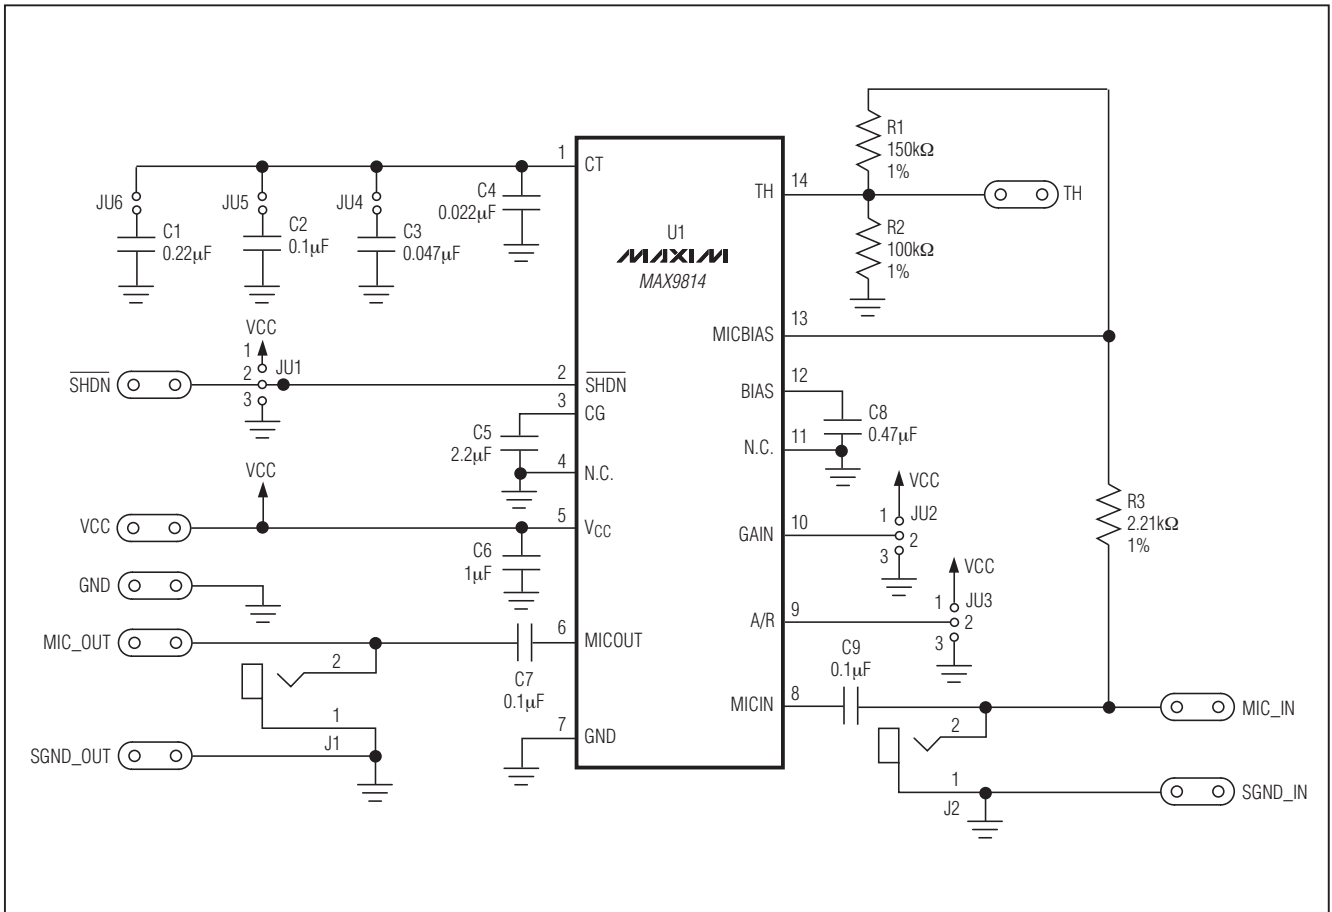 1
CT
JU6
C1
0.22µF
JU5
C2
0.1µF
JU4
C3
0.047µF
C4
0.022µF
VCC
1
2
3
JU1
SHDN
2
SHDN
3
CG
C5
2.2µF
4
N.C.
VCC
VCC
5
VCC
C6
1µF
GND
MIC_OUT
6
MICOUT
C7
0.1µF
2
1
J1
SGND_OUT
7
GND
U1
MAXIM
MAX9814
R1
150kΩ
1%
TH
14
TH
R2
100kΩ
1%
MICBIAS
13
BIAS
12
C8
0.47µF
N.C.
11
VCC
GAIN
10
1
JU2
2
3
R3
2.21kΩ
1%
VCC
A/R
9
1
JU3
2
3
C9
0.1µF
MICIN
8
MIC_IN
2
1
J2
SGND_IN